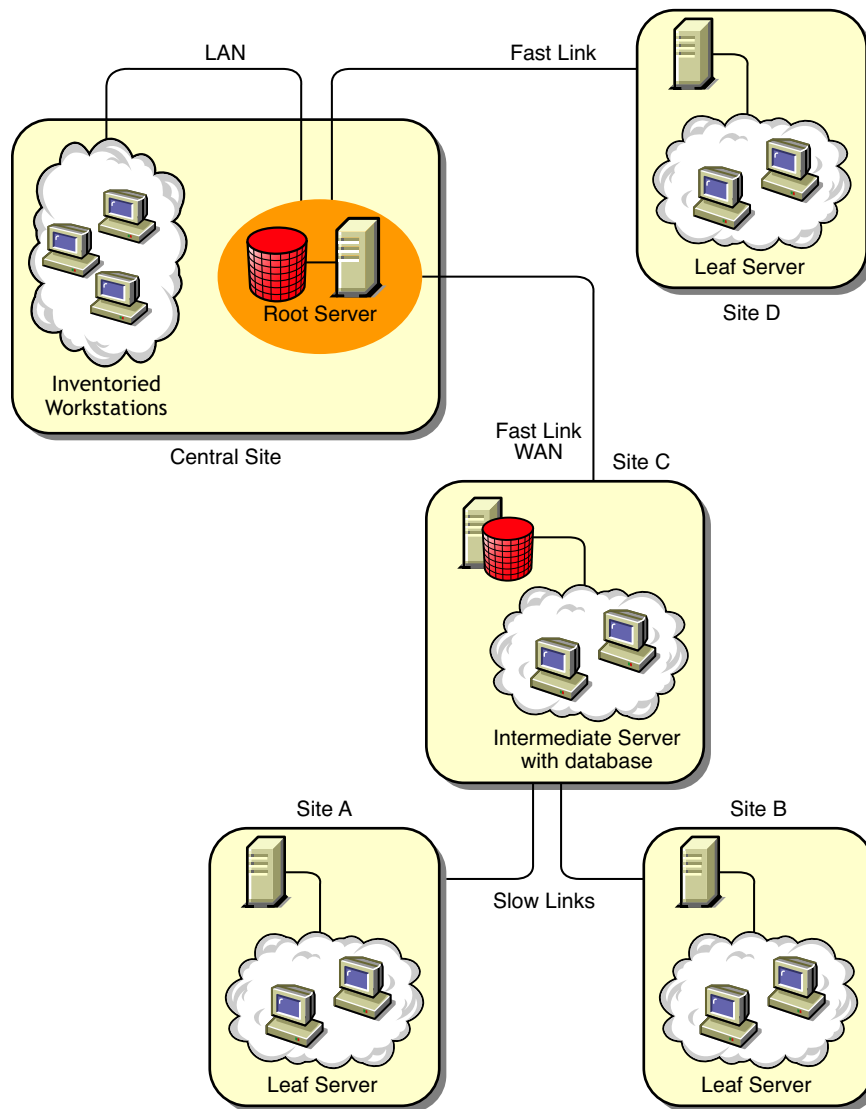 LAN
Fast Link
Leaf Server
Site D
Root Server
Inventoried
Workstations
Central Site
Fast Link
WAN
Site C
Intermediate Server
with database
Site A
Site B
Slow Links
Leaf Server
Leaf Server